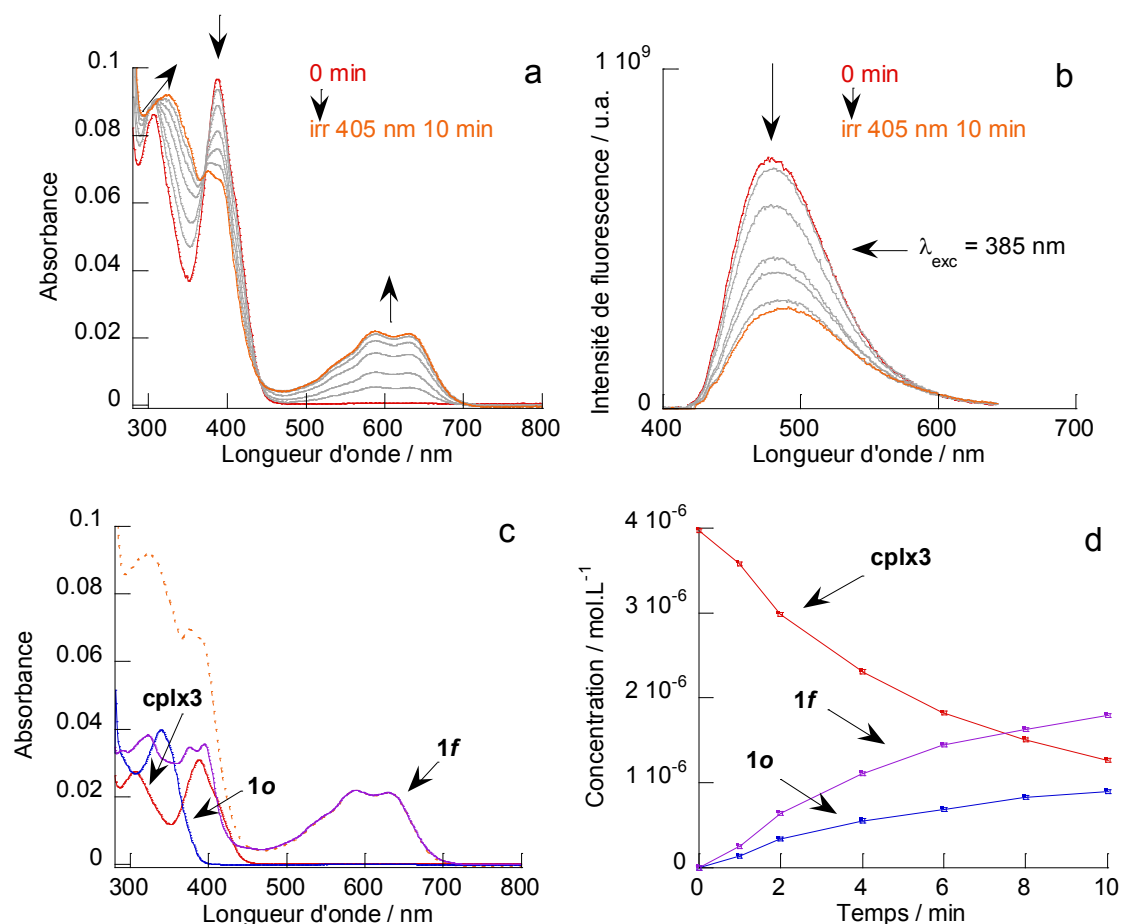 a
0 min
irr 405 nm 10 min
0.1
0.08
0.06
0.04
0.02
0
Absorbance
300 400 500 600 700 800
Longueur d'onde / nm
b
0 min
irr 405 nm 10 min
1 10⁹
0
λexc = 385 nm
Intensité de fluorescence / u.a.
400 500 600 700
Longueur d'onde / nm
c
0.1
0.08
0.06
0.04
0.02
0
Absorbance
cplx3
1o
1f
300 400 500 600 700 800
Longueur d'onde / nm
d
4 10⁻⁶
3 10⁻⁶
2 10⁻⁶
1 10⁻⁶
0
Concentration / mol.L⁻¹
cplx3
1f
1o
0 2 4 6 8 10
Temps / min